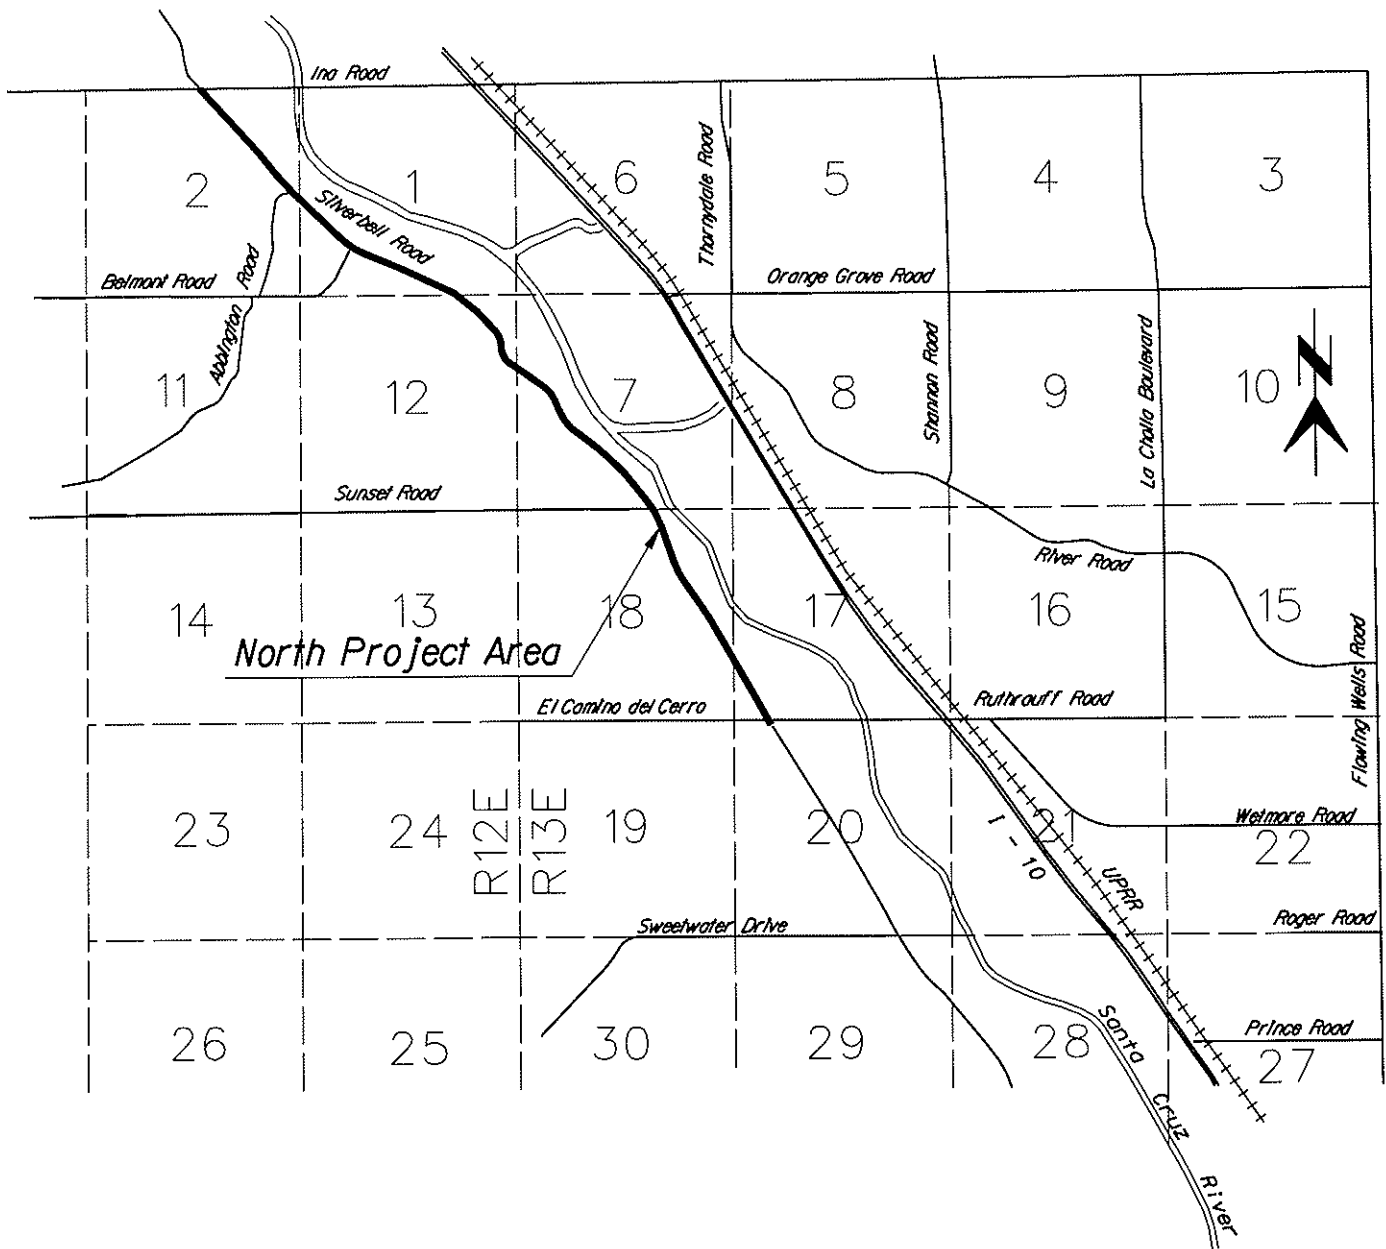 Ina Road
Thornydale Road
2
1
6
5
4
3
Silverbell Road
Abington Road
Belmont Road
Orange Grove Road
Shannon Road
La Cholla Boulevard
N
11
12
7
8
9
10
Sunset Road
River Road
14
13
18
17
16
15
North Project Area
Flowing Wells Road
El Camino del Cerro
Ruthrauff Road
R12E
R13E
23
24
19
20
21
22
I - 10
UPRR
Wetmore Road
Sweetwater Drive
Roger Road
26
25
30
29
28
27
Prince Road
Santa Cruz River